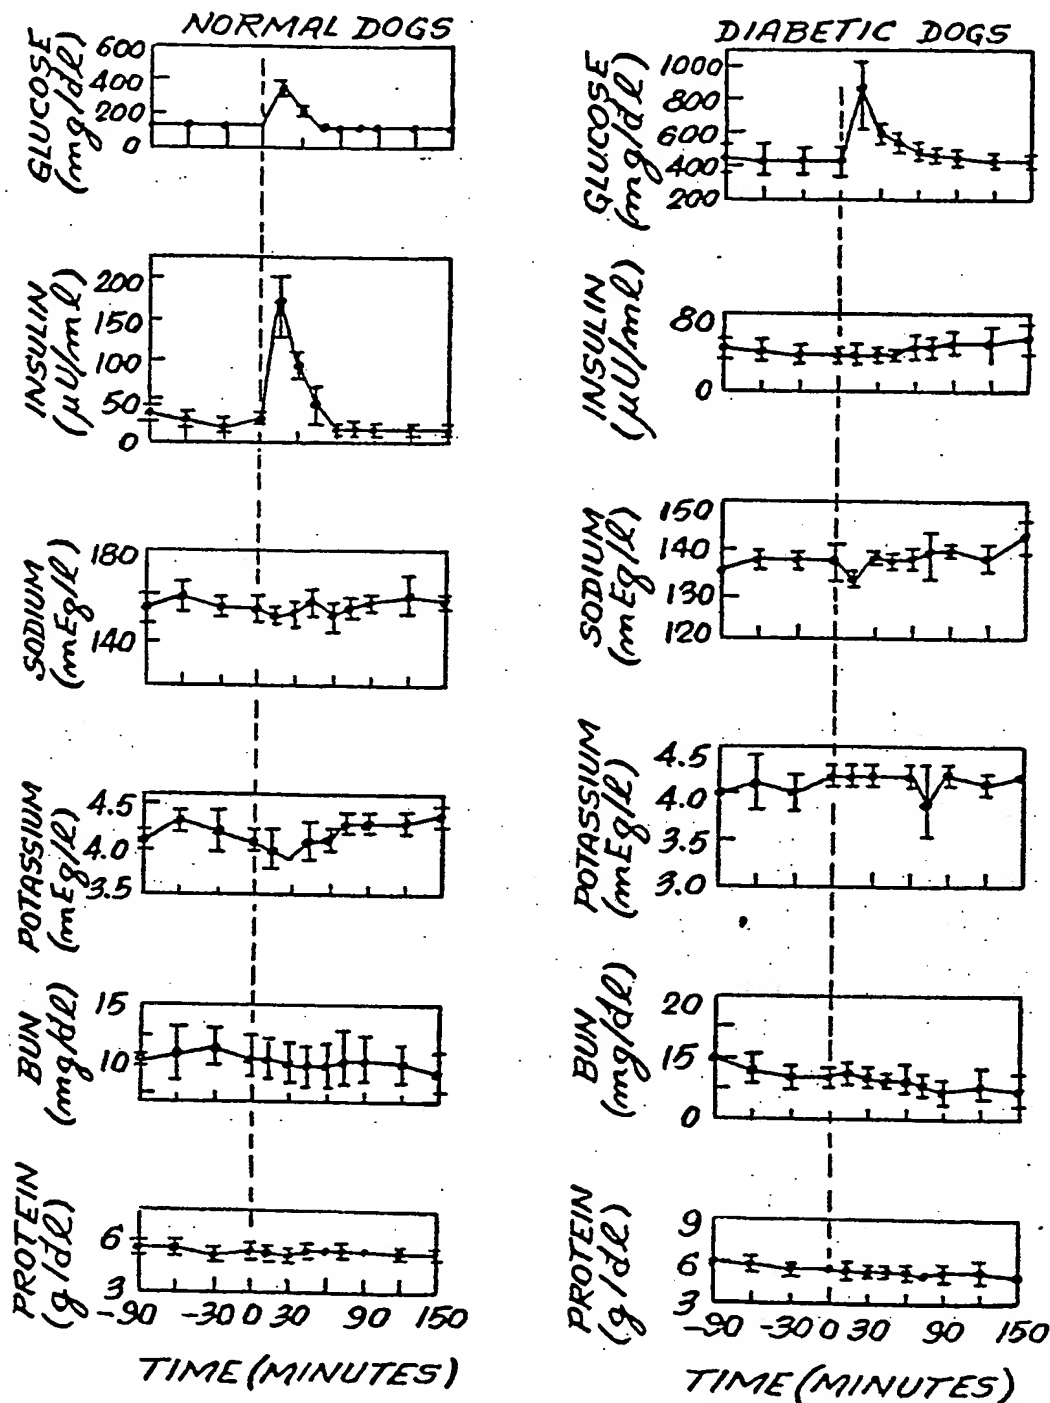 NORMAL DOGS
600
400
200
0
GLUCOSE
(mg/dl)
200
150
100
50
0
INSULIN
(µU/ml)
180
140
SODIUM
(mEg/l)
4.5
4.0
3.5
POTASSIUM
(mEg/l)
15
10
BUN
(mg/dl)
6
3
PROTEIN
(g/dl)
-90 -30 0 30 90 150
TIME (MINUTES)
DIABETIC DOGS
1000
800
600
400
200
GLUCOSE
(mg/dl)
80
0
INSULIN
(µU/ml)
150
140
130
120
SODIUM
(mEg/l)
4.5
4.0
3.5
3.0
POTASSIUM
(mEg/l)
20
15
0
BUN
(mg/dl)
9
6
3
PROTEIN
(g/dl)
-90 -30 0 30 90 150
TIME (MINUTES)